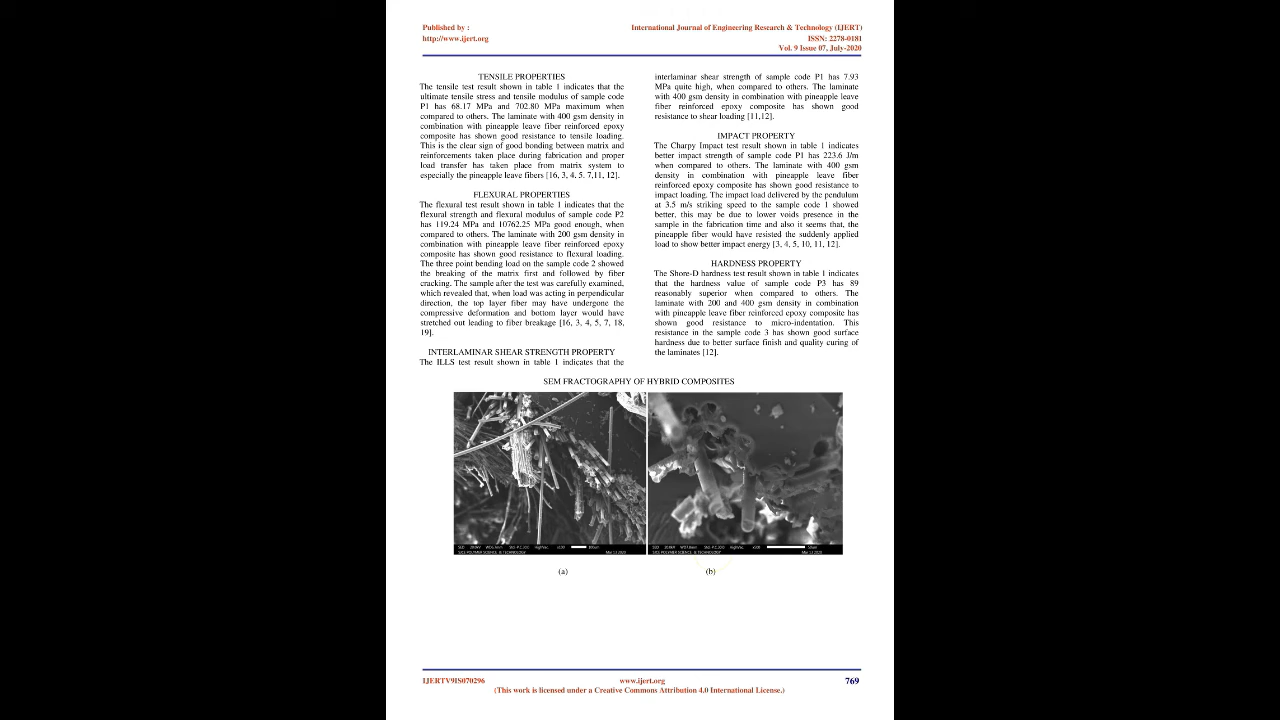 Published by :
http://www.ijert.org
International Journal of Engineering Research & Technology (IJERT)
ISSN: 2278-0181
Vol. 9 Issue 07, July-2020
TENSILE PROPERTIES
The tensile test result shown in table 1 indicates that the
ultimate tensile stress and tensile modulus of sample code
P1 has 68.17 MPa and 702.80 MPa maximum when
compared to others. The laminate with 400 gsm density in
combination with pineapple leave fiber reinforced epoxy
composite has shown good resistance to tensile loading.
This is the clear sign of good bonding between matrix and
reinforcements taken place during fabrication and proper
load transfer has taken place from matrix system to
especially the pineapple leave fibers [16, 3, 4, 5. 7,11, 12].
FLEXURAL PROPERTIES
The flexural test result shown in table 1 indicates that the
flexural strength and flexural modulus of sample code P2
has 119.24 MPa and 10762.25 MPa good enough, when
compared to others. The laminate with 200 gsm density in
combination with pineapple leave fiber reinforced epoxy
composite has shown good resistance to flexural loading.
The three point bending load on the sample code 2 showed
the breaking of the matrix first and followed by fiber
cracking. The sample after the test was carefully examined,
which revealed that, when load was acting in perpendicular
direction, the top layer fiber may have undergone the
compressive deformation and bottom layer would have
stretched out leading to fiber breakage [16, 3, 4, 5, 7, 18,
19].
INTERLAMINAR SHEAR STRENGTH PROPERTY
The ILLS test result shown in table 1 indicates that the
interlaminar shear strength of sample code P1 has 7.93
MPa quite high, when compared to others. The laminate
with 400 gsm density in combination with pineapple leave
fiber reinforced epoxy composite has shown good
resistance to shear loading [11,12].
IMPACT PROPERTY
The Charpy Impact test result shown in table 1 indicates
better impact strength of sample code P1 has 223.6 J/m
when compared to others. The laminate with 400 gsm
density in combination with pineapple leave fiber
reinforced epoxy composite has shown good resistance to
impact loading. The impact load delivered by the pendulum
at 3.5 m/s striking speed to the sample code 1 showed
better, this may be due to lower voids presence in the
sample in the fabrication time and also it seems that, the
pineapple fiber would have resisted the suddenly applied
load to show better impact energy [3, 4, 5, 10, 11, 12].
HARDNESS PROPERTY
The Shore-D hardness test result shown in table 1 indicates
that the hardness value of sample code P3 has 89
reasonably superior when compared to others. The
laminate with 200 and 400 gsm density in combination
with pineapple leave fiber reinforced epoxy composite has
shown good resistance to micro-indentation. This
resistance in the sample code 3 has shown good surface
hardness due to better surface finish and quality curing of
the laminates [12].
SEM FRACTOGRAPHY OF HYBRID COMPOSITES
(a)
(b)
IJERTV9IS070296
www.ijert.org
769
(This work is licensed under a Creative Commons Attribution 4.0 International License.)